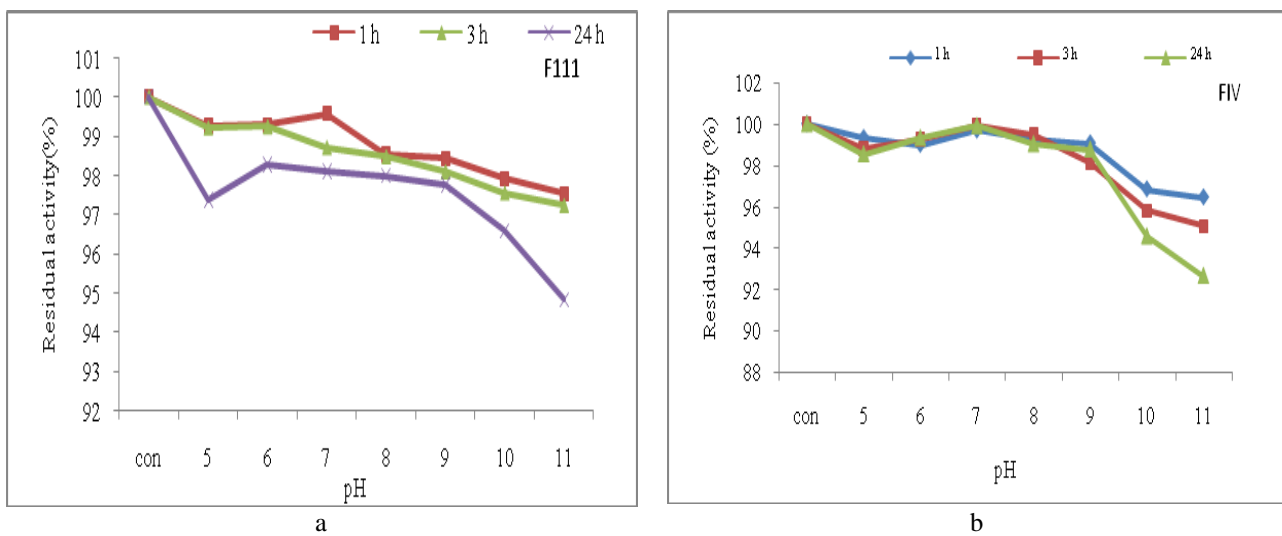 1 h 3 h 24 h
F111
101
100
99
98
97
96
95
94
93
92
Residual activity(%)
con 5 6 7 8 9 10 11
pH
a
1 h 3 h 24 h
FIV
102
100
98
96
94
92
90
88
Residual activity (%)
con 5 6 7 8 9 10 11
pH
b